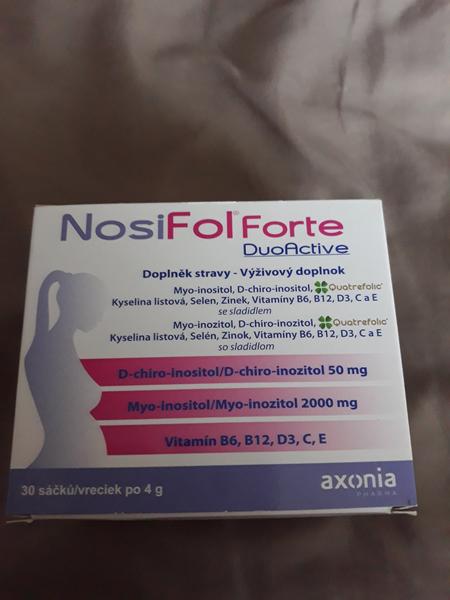 NosiFol® Forte
DuoActive
Doplněk stravy - Výživový doplnok
Myo-inositol, D-chiro-inositol, Quatrefolic®
Kyselina listová, Selen, Zinek, Vitamíny B6, B12, D3, C a E
se sladidlem
Myo-inozitol, D-chiro-inozitol, Quatrefolic®
Kyselina listová, Selén, Zinok, Vitamíny B6, B12, D3, C a E
so sladidlom
D-chiro-inositol/D-chiro-inozitol 50 mg
Myo-inositol/Myo-inozitol 2000 mg
Vitamín B6, B12, D3, C, E
30 sáčků/vreciek po 4 g
axonia
PHARMA